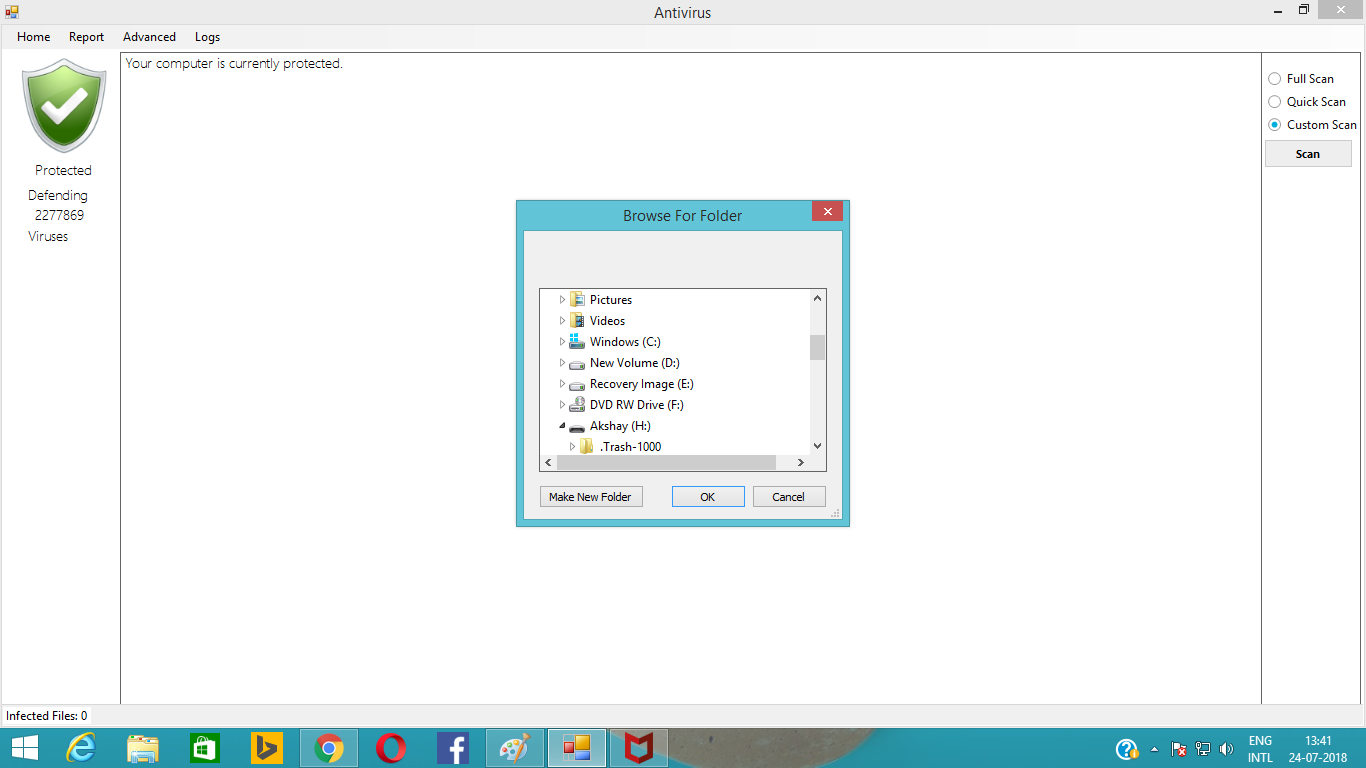 Antivirus
Home Report Advanced Logs
Your computer is currently protected.
Protected
Defending
2277869
Viruses
Full Scan
Quick Scan
Custom Scan
Scan
Browse For Folder
Pictures
Videos
Windows (C:)
New Volume (D:)
Recovery Image (E:)
DVD RW Drive (F:)
Akshay (H:)
.Trash-1000
Make New Folder OK Cancel
Infected Files: 0
ENG 13:41
INTL 24-07-2018